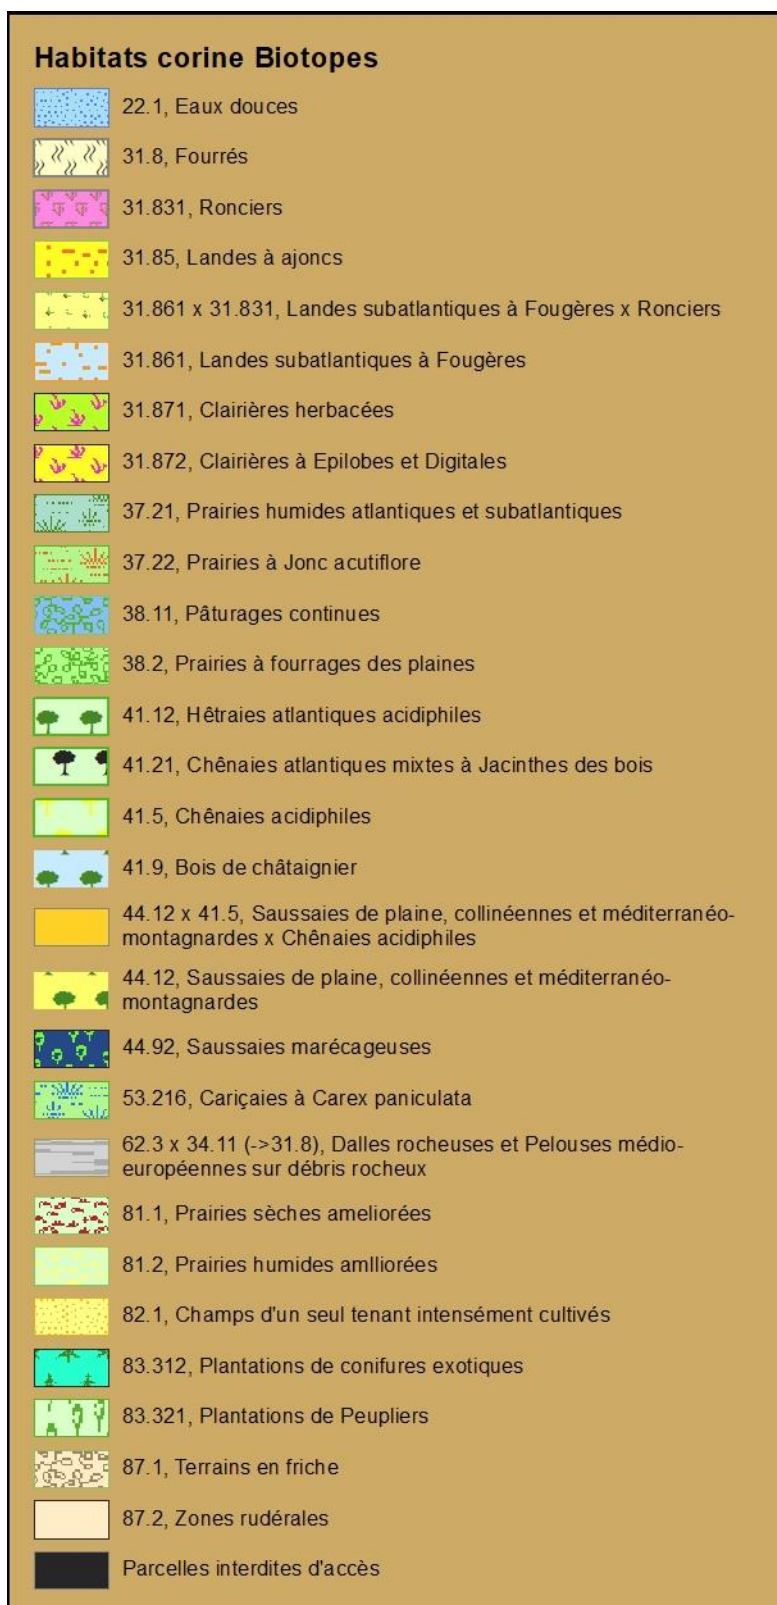 Habitats corine Biotopes
22.1, Eaux douces
31.8, Fourrés
31.831, Ronciers
31.85, Landes à ajoncs
31.861 x 31.831, Landes subatlantiques à Fougères x Ronciers
31.861, Landes subatlantiques à Fougères
31.871, Clairières herbacées
31.872, Clairières à Epilobes et Digitales
37.21, Prairies humides atlantiques et subatlantiques
37.22, Prairies à Jonc acutiflore
38.11, Pâturages continues
38.2, Prairies à fourrages des plaines
41.12, Hêtraies atlantiques acidiphiles
41.21, Chênaies atlantiques mixtes à Jacinthes des bois
41.5, Chênaies acidiphiles
41.9, Bois de châtaignier
44.12 x 41.5, Saussaies de plaine, collinéennes et méditerranéo-
montagnardes x Chênaies acidiphiles
44.12, Saussaies de plaine, collinéennes et méditerranéo-
montagnardes
44.92, Saussaies marécageuses
53.216, Cariçaies à Carex paniculata
62.3 x 34.11 (->31.8), Dalles rocheuses et Pelouses médio-
européennes sur débris rocheux
81.1, Prairies sèches ameliorées
81.2, Prairies humides amlliorées
82.1, Champs d'un seul tenant intensément cultivés
83.312, Plantations de conifures exotiques
83.321, Plantations de Peupliers
87.1, Terrains en friche
87.2, Zones rudérales
Parcelles interdites d'accès